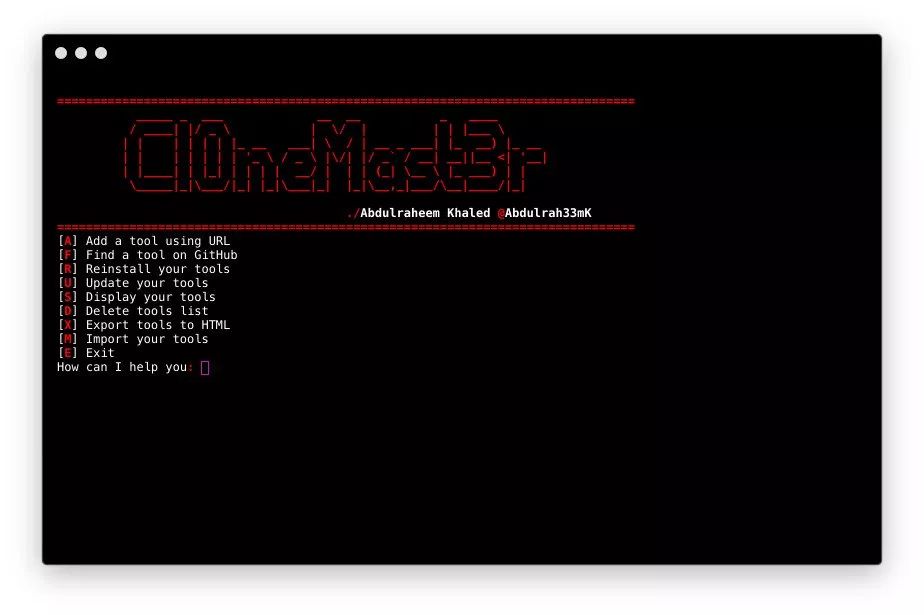 Cl0neMast3r
./Abdulraheem Khaled @Abdulrah33mK
[A] Add a tool using URL
[F] Find a tool on GitHub
[R] Reinstall your tools
[U] Update your tools
[S] Display your tools
[D] Delete tools list
[X] Export tools to HTML
[M] Import your tools
[E] Exit
How can I help you: